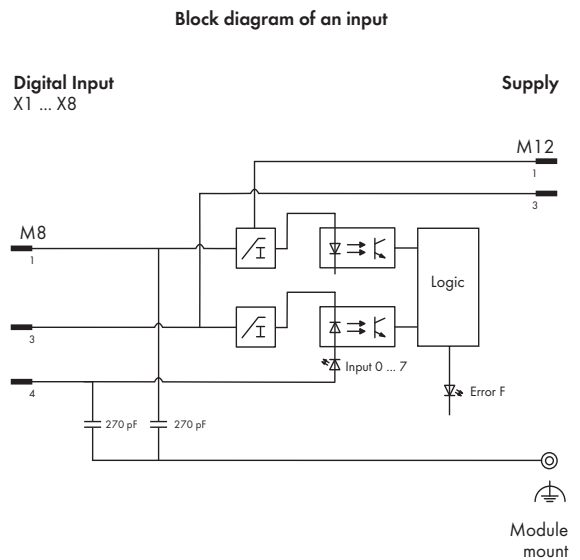 Block diagram of an input
Digital Input
X1 ... X8
Supply
M12
1
3
M8
1
Logic
3
Input 0 ... 7
4
Error F
270 pF
270 pF
Module
mount